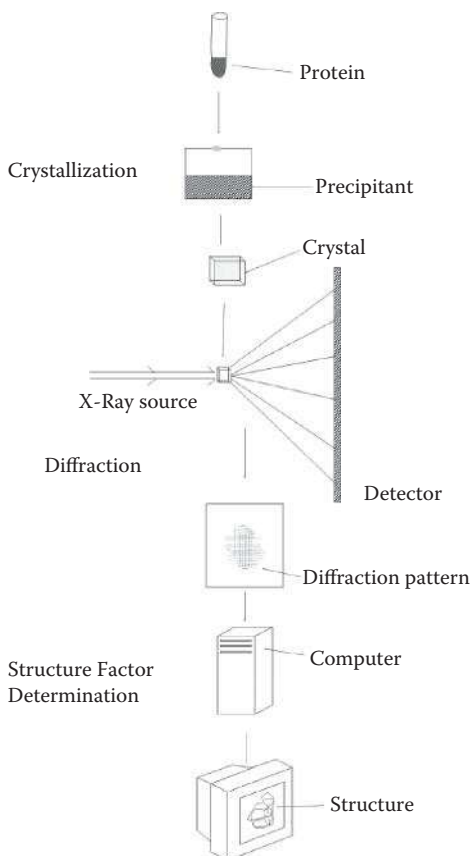 Protein
Crystallization
Precipitant
Crystal
X-Ray source
Diffraction
Detector
Diffraction pattern
Computer
Structure Factor
Determination
Structure